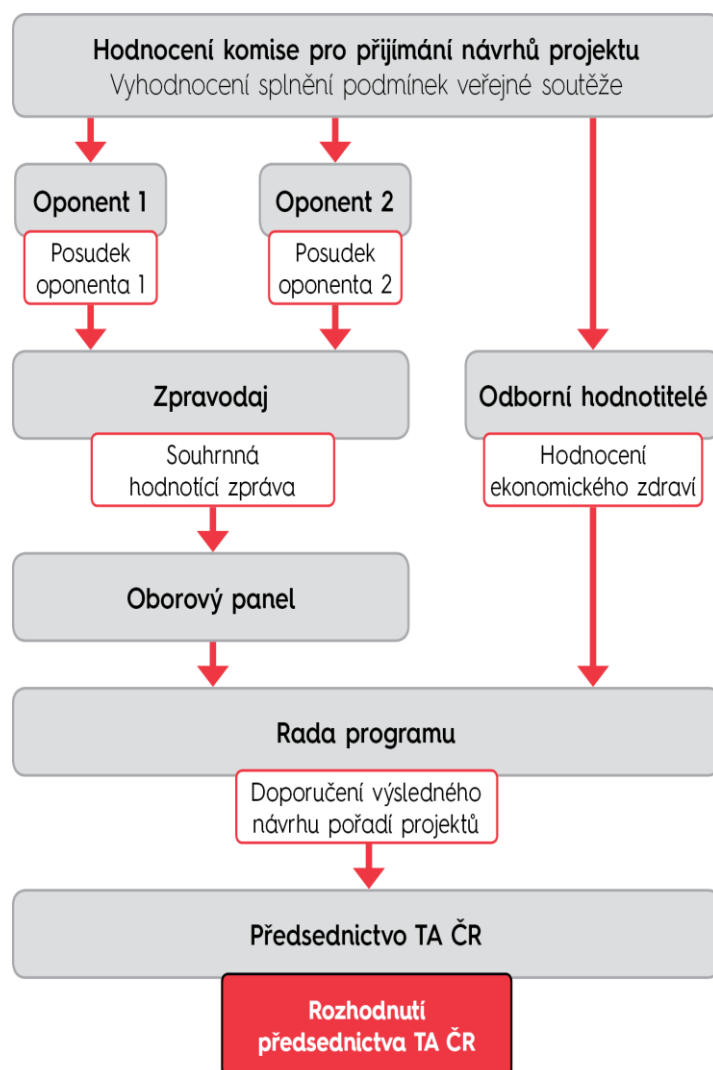 Hodnocení komise pro přijímání návrhů projektu
Vyhodnocení splnění podmínek veřejné soutěže
Oponent 1
Oponent 2
Posudek
oponenta 1
Posudek
oponenta 2
Zpravodaj
Odborní hodnotitelé
Souhrnná
hodnotící zpráva
Hodnocení
ekonomického zdraví
Oborový panel
Rada programu
Doporučení výsledného
návrhu pořadí projektů
Předsednictvo TA ČR
Rozhodnutí
předsednictva TA ČR